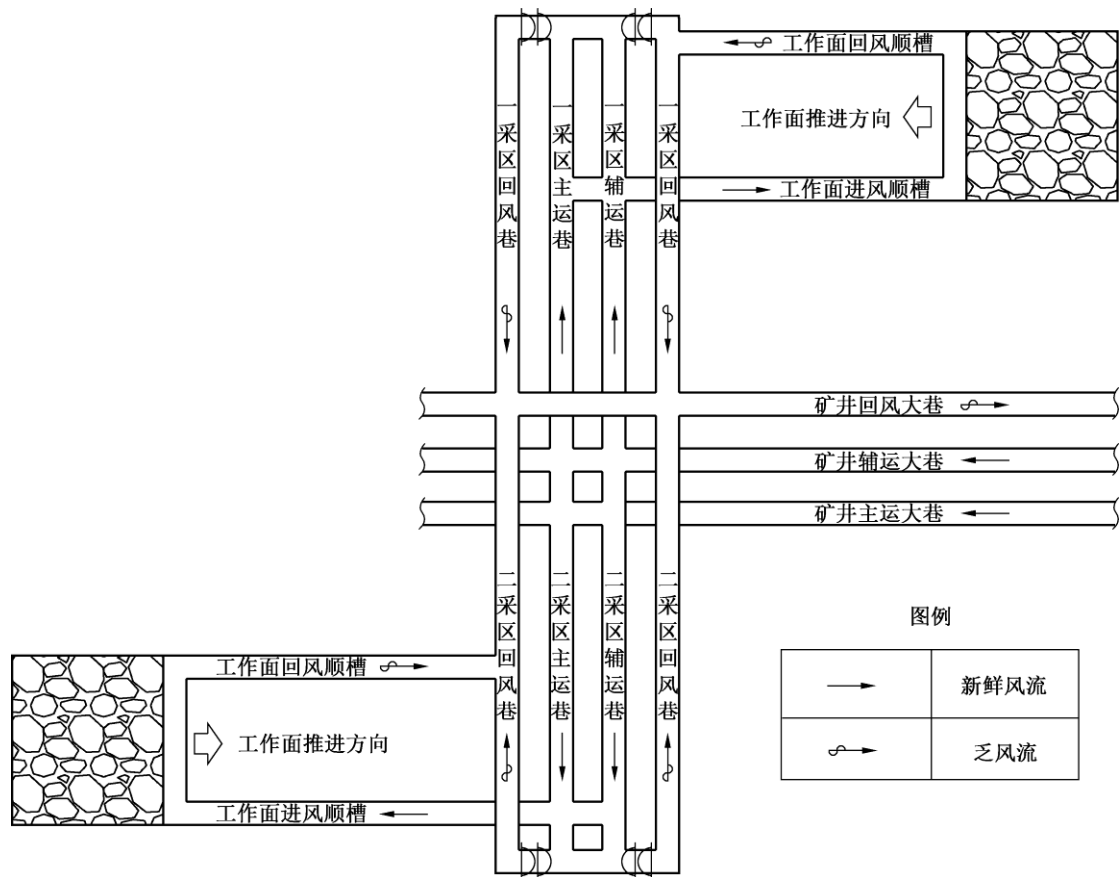 工作面回风顺槽
工作面推进方向
工作面进风顺槽
一采区回风巷
一采区主运巷
一采区辅运巷
一采区回风巷
矿井回风大巷
矿井辅运大巷
矿井主运大巷
二采区回风巷
二采区主运巷
二采区辅运巷
二采区回风巷
工作面回风顺槽
工作面推进方向
工作面进风顺槽
图例
新鲜风流
乏风流